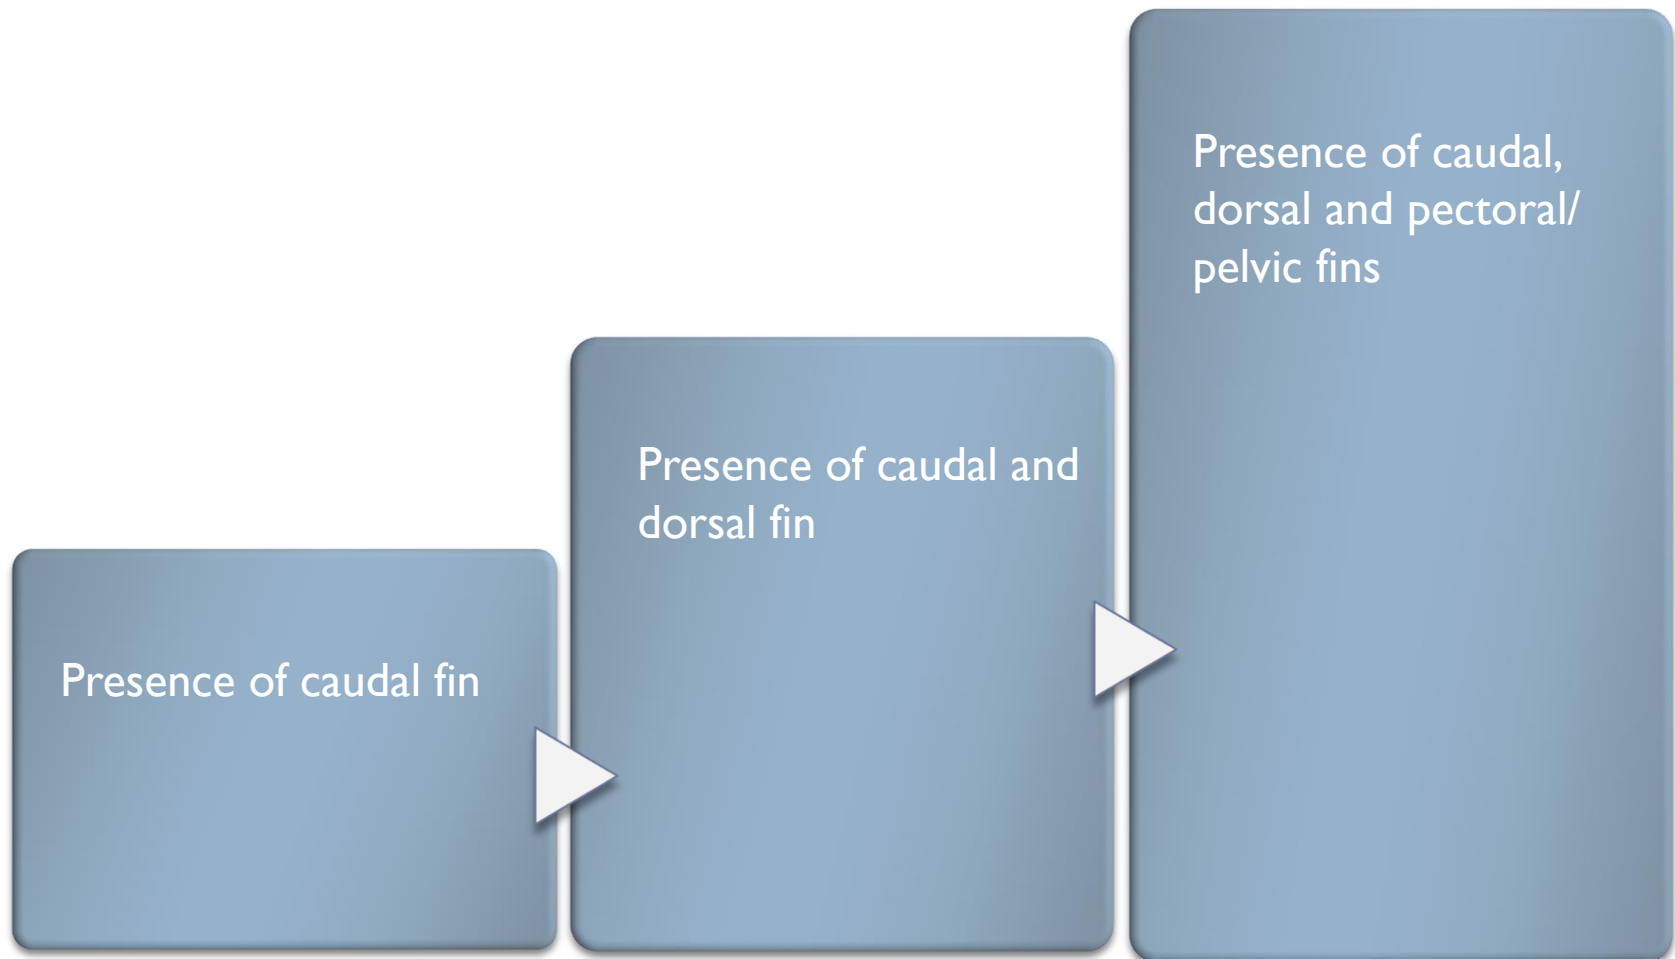 Presence of caudal fin
Presence of caudal and
dorsal fin
Presence of caudal,
dorsal and pectoral/
pelvic fins